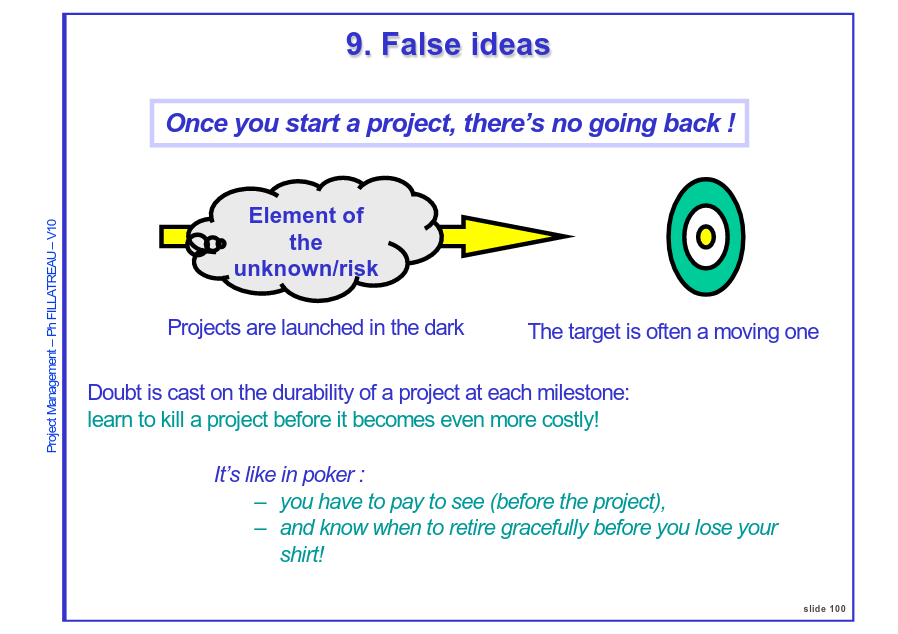 9. False ideas
Once you start a project, there’s no going back !
Element of
the
unknown/risk
Projects are launched in the dark
The target is often a moving one
Doubt is cast on the durability of a project at each milestone:
learn to kill a project before it becomes even more costly!
It’s like in poker :
– you have to pay to see (before the project),
– and know when to retire gracefully before you lose your
shirt!
Project Management – Ph FILLATREAU – V10
slide 100